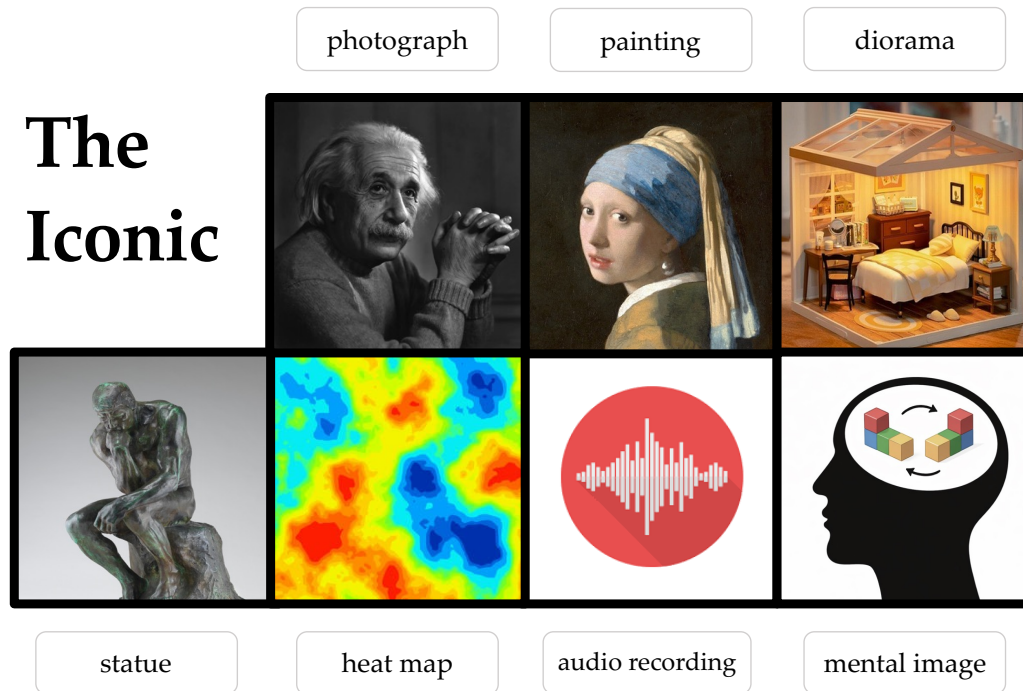 photograph
painting
diorama
The
Iconic
statue
heat map
audio recording
mental image